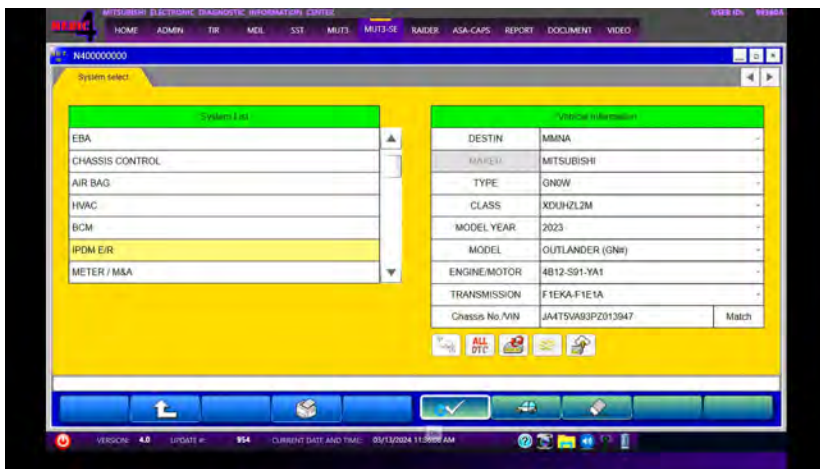 MITSUBISHI ELECTRONIC DIAGNOSTIC INFORMATION CENTER
USER ID:
HOME ADMIN TIR MDL SST MUT3 MUT3-SE RAIDER ASA-CAPS REPORT DOCUMENT VIDEO
N400000000
System select
System List
EBA
CHASSIS CONTROL
AIR BAG
HVAC
BCM
IPDM E/R
METER / M&A
Vehicle Information
DESTIN MMNA
MAKER MITSUBISHI
TYPE GN0W
CLASS XDUHZL2M
MODEL YEAR 2023
MODEL OUTLANDER (GN#)
ENGINE/MOTOR 4B12-S91-YA1
TRANSMISSION F1EKA-F1E1A
Chassis No./VIN JA4T5VA93PZ013947 Match
ALL
DTC
VERSION: 4.0 UPDATE #: 954 CURRENT DATE AND TIME: 03/13/2024 AM